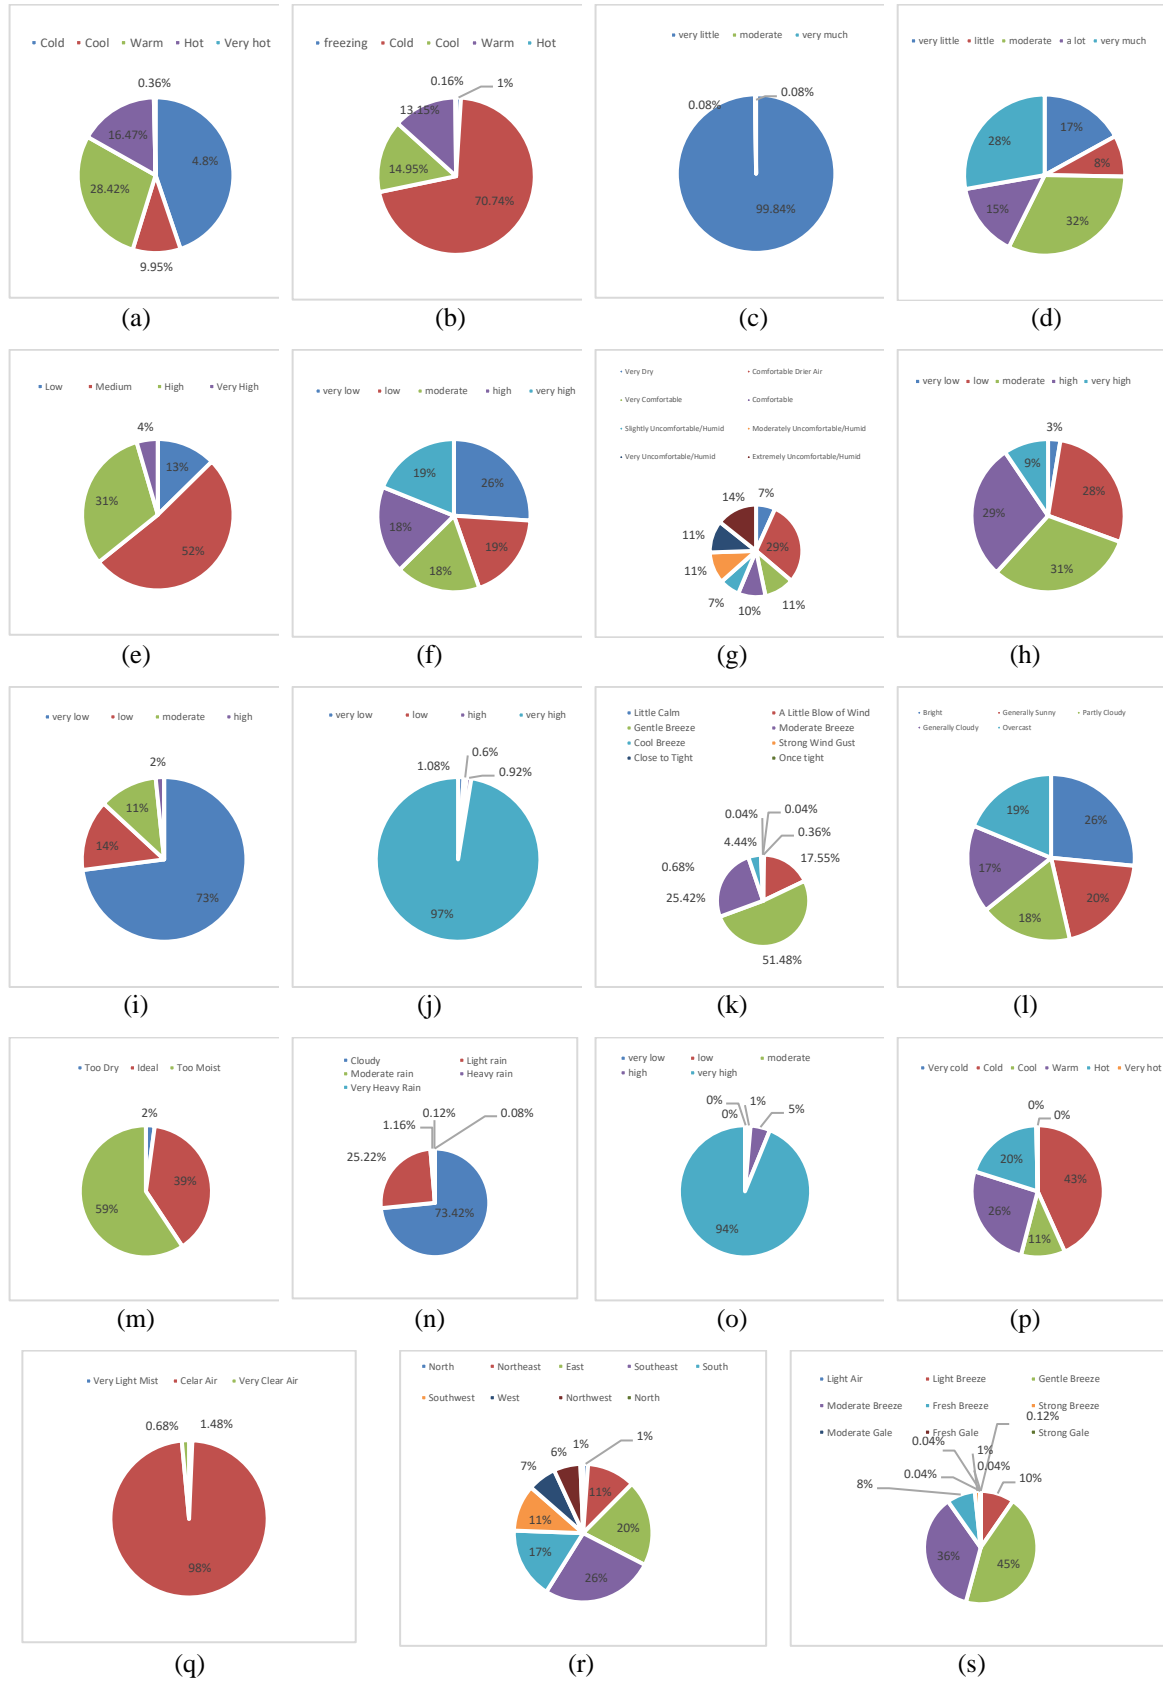 Cold Cool Warm Hot Very hot
0.36%
16.47%
4.8%
28.42%
9.95%
(a)
freezing Cold Cool Warm Hot
0.16% 1%
13.15%
14.95%
70.74%
(b)
very little moderate very much
0.08% 0.08%
99.84%
(c)
very little little moderate a lot very much
17%
28%
8%
15%
32%
(d)
Low Medium High Very High
4%
13%
31%
52%
(e)
very low low moderate high very high
19% 26%
18% 19%
18%
(f)
Very Dry Comfortable Drier Air
Very Comfortable Comfortable
Slightly Uncomfortable/Humid Moderately Uncomfortable/Humid
Very Uncomfortable/Humid Extremely Uncomfortable/Humid
14% 7%
11% 29%
11%
7% 10% 11%
(g)
very low low moderate high very high
3%
9%
28%
29%
31%
(h)
very low low moderate high
2%
11%
14%
73%
(i)
very low low high very high
1.08% 0.6%
0.92%
97%
(j)
Little Calm A Little Blow of Wind
Gentle Breeze Moderate Breeze
Cool Breeze Strong Wind Gust
Close to Tight Once tight
0.04% 0.04%
4.44% 0.36%
17.55%
0.68%
25.42%
51.48%
(k)
Bright Generally Sunny Partly Cloudy
Generally Cloudy Overcast
19% 26%
17%
18% 20%
(l)
Too Dry Ideal Too Moist
2%
39%
59%
(m)
Cloudy Light rain
Moderate rain Heavy rain
Very Heavy Rain
0.12% 0.08%
1.16%
25.22%
73.42%
(n)
very low low moderate
high very high
0% 1% 5%
0%
94%
(o)
Very cold Cold Cool Warm Hot Very hot
0%
0%
20%
43%
26%
11%
(p)
Very Light Mist Celar Air Very Clear Air
0.68% 1.48%
98%
(q)
North Northeast East Southeast South
Southwest West Northwest North
1% 1%
6%
7%
11%
11% 20%
17%
26%
(r)
Light Air Light Breeze Gentle Breeze
Moderate Breeze Fresh Breeze Strong Breeze
0.12%
Moderate Gale Fresh Gale Strong Gale
0.04% 1%
0.04% 0.04%
8% 10%
36% 45%
(s)